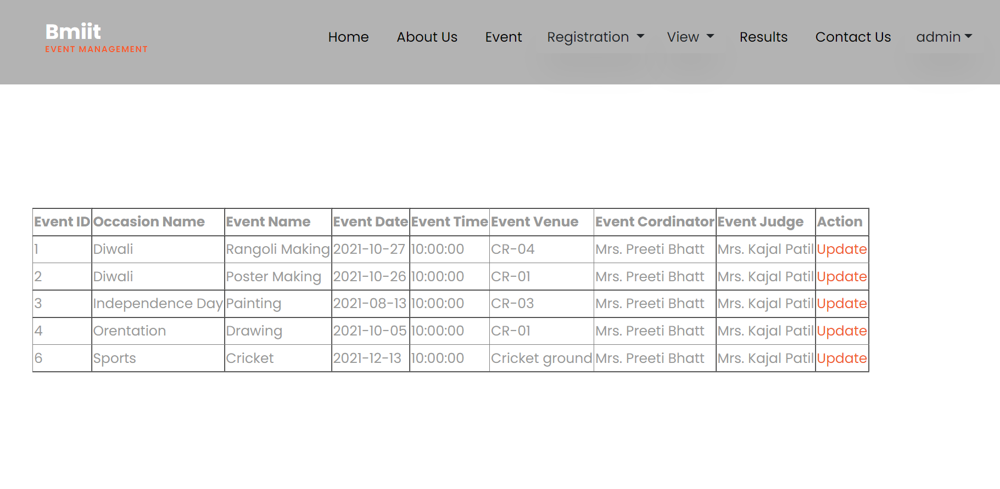 Bmiit
EVENT MANAGEMENT
Home About Us Event Registration View Results Contact Us admin
Event ID Occasion Name Event Name Event Date Event Time Event Venue Event Cordinator Event Judge Action
1 Diwali Rangoli Making 2021-10-27 10:00:00 CR-04 Mrs. Preeti Bhatt Mrs. Kajal Patil Update
2 Diwali Poster Making 2021-10-26 10:00:00 CR-01 Mrs. Preeti Bhatt Mrs. Kajal Patil Update
3 Independence Day Painting 2021-08-13 10:00:00 CR-03 Mrs. Preeti Bhatt Mrs. Kajal Patil Update
4 Orentation Drawing 2021-10-05 10:00:00 CR-01 Mrs. Preeti Bhatt Mrs. Kajal Patil Update
6 Sports Cricket 2021-12-13 10:00:00 Cricket ground Mrs. Preeti Bhatt Mrs. Kajal Patil Update